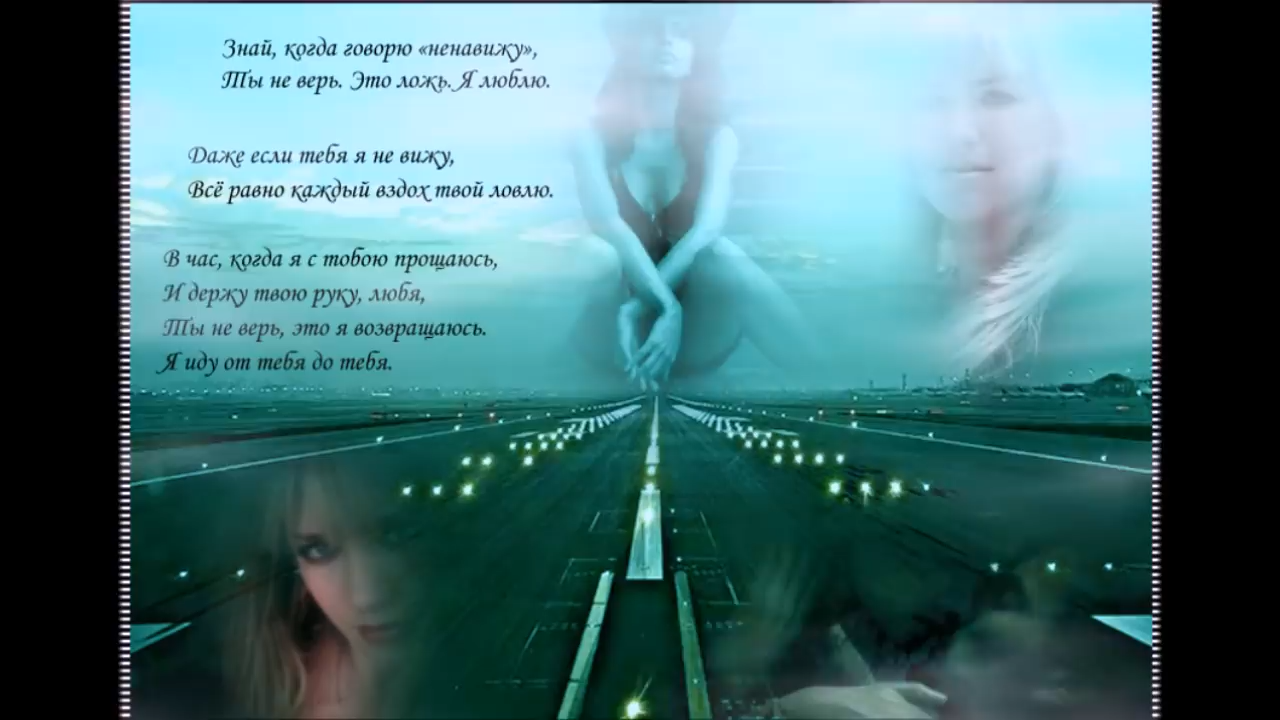 Знай, когда говорю «ненавижу»,
Ты не верь. Это ложь. Я люблю.
Даже если тебя я не вижу,
Всё равно каждый вздох твой ловлю.
В час, когда я с тобою прощаюсь,
И держу твою руку, любя,
Ты не верь, это я возвращаюсь.
Я иду от тебя до тебя.